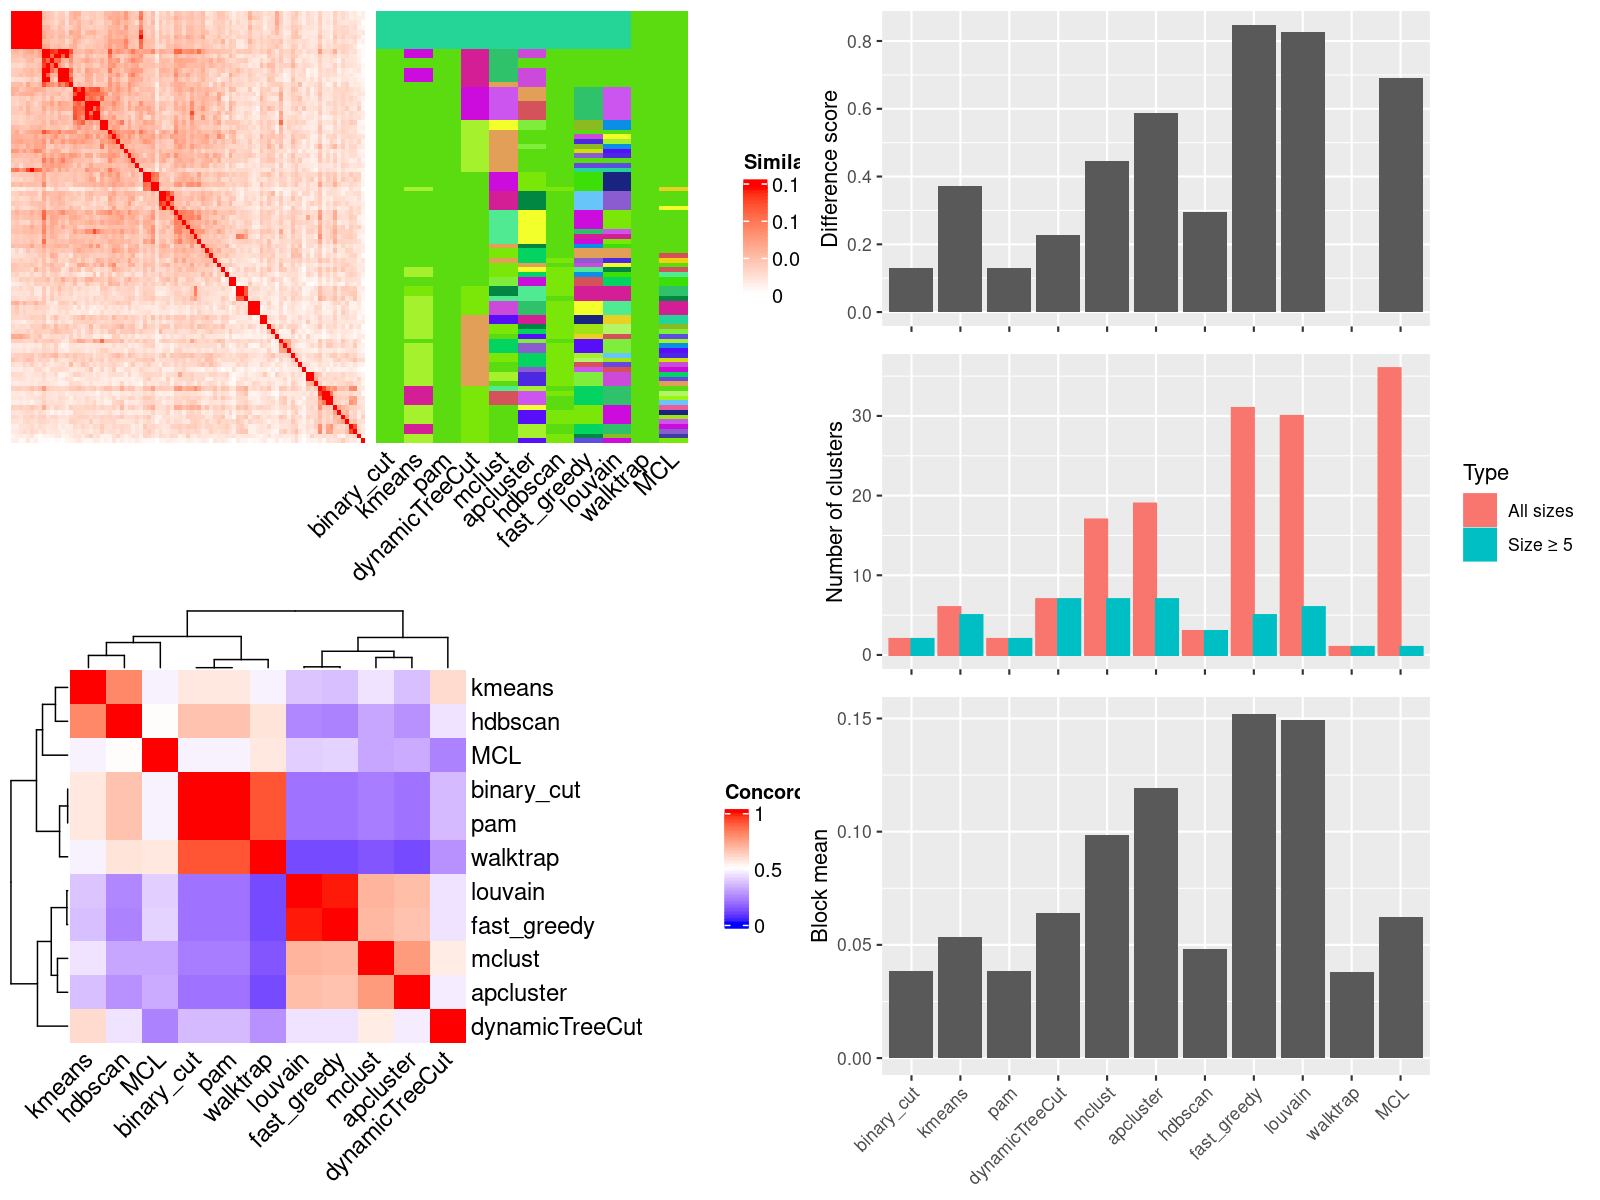 Simila
0.1
0.1
0.0
0
binary_cut
kmeans
pam
dynamicTreeCut
mclust
apcluster
hdbscan
fast_greedy
louvain
walktrap
MCL
kmeans
hdbscan
MCL
binary_cut
pam
walktrap
louvain
fast_greedy
mclust
apcluster
dynamicTreeCut
kmeans
hdbscan
MCL
binary_cut
pam
walktrap
louvain
fast_greedy
mclust
apcluster
dynamicTreeCut
Concord
1
0.5
0
Difference score
0.8
0.6
0.4
0.2
0.0
Number of clusters
30
20
10
0
Type
All sizes
Size ≥ 5
Block mean
0.15
0.10
0.05
0.00
binary_cut
kmeans
pam
dynamicTreeCut
mclust
apcluster
hdbscan
fast_greedy
louvain
walktrap
MCL